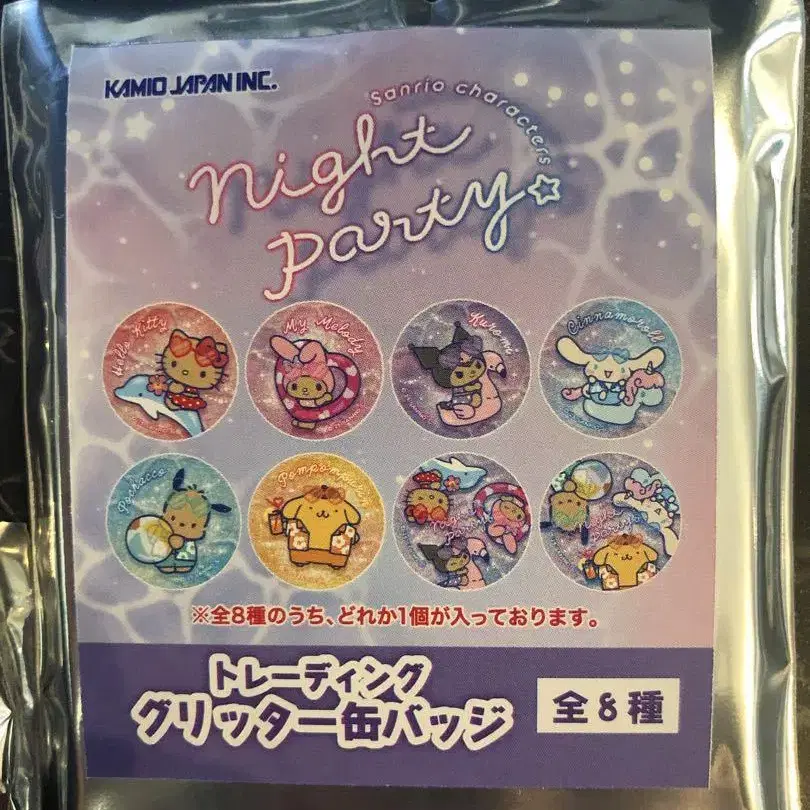 KAMIO JAPAN INC.
Sanrio characters
night
party
Hello Kitty
My Melody
Kuromi
Cinnamoroll
Pochacco
Pompompurin
※全8種のうち、どれか1個が入っております。
トレーディング
グリッター缶バッジ
全8種